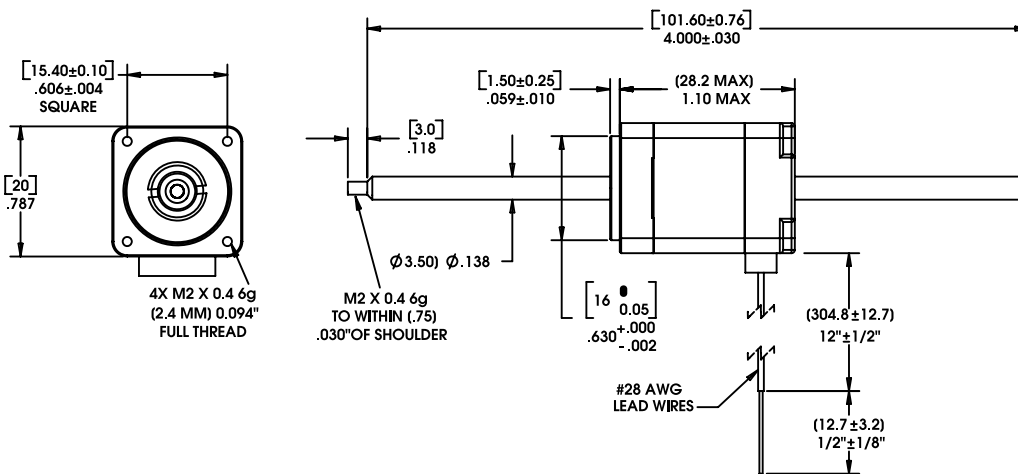 [101.60±0.76]
4.000±.030
[15.40±0.10]
.606±.004
SQUARE
[1.50±0.25]
.059±.010
(28.2 MAX)
1.10 MAX
[3.0]
.118
[20]
.787
Ø3.50) Ø.138
4X M2 X 0.4 6g
(2.4 MM) 0.094"
FULL THREAD
M2 X 0.4 6g
TO WITHIN (.75)
.030"OF SHOULDER
[16 0
0.05]
.630+.000
-.002
(304.8±12.7)
12"±1/2"
#28 AWG
LEAD WIRES
(12.7±3.2)
1/2"±1/8"